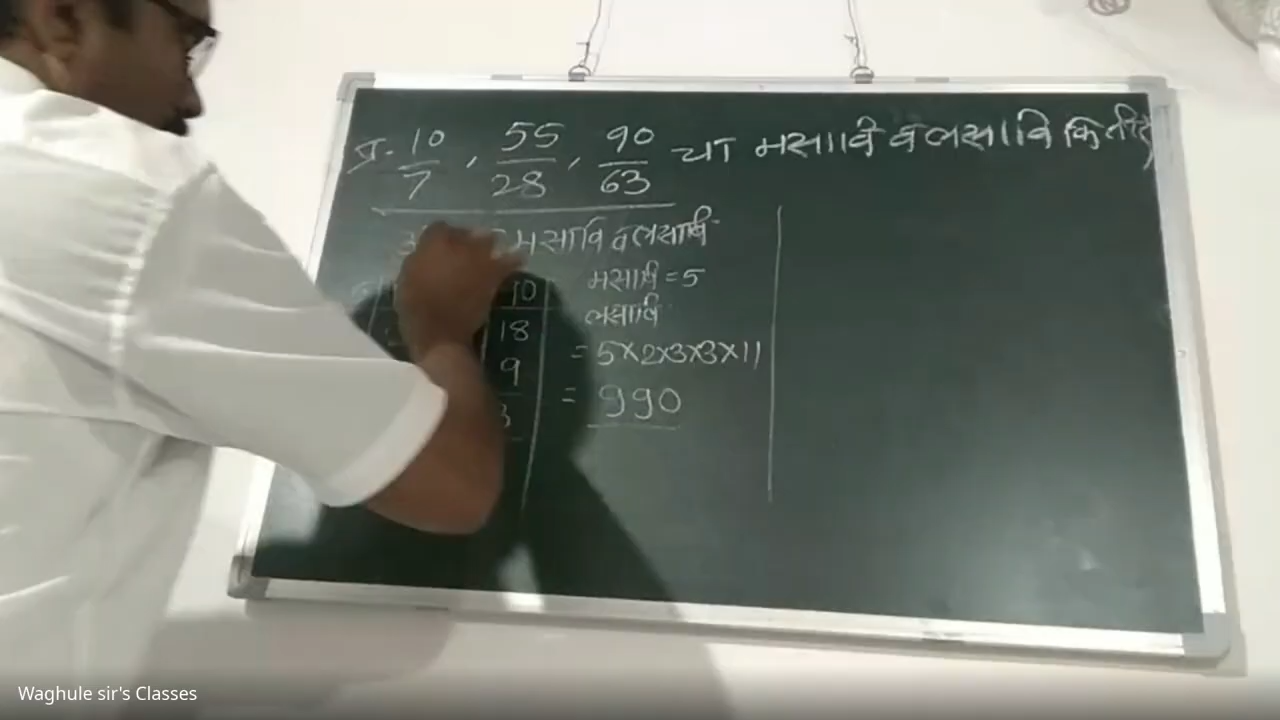 प्र. 10/7 , 55/28 , 90/63 चा मसावि व लसावि किती
मसावि व लसावि
मसावि = 5
10
लसावि
18
= 5×2×3×3×11
9
= 990
3
Waghule sir's Classes